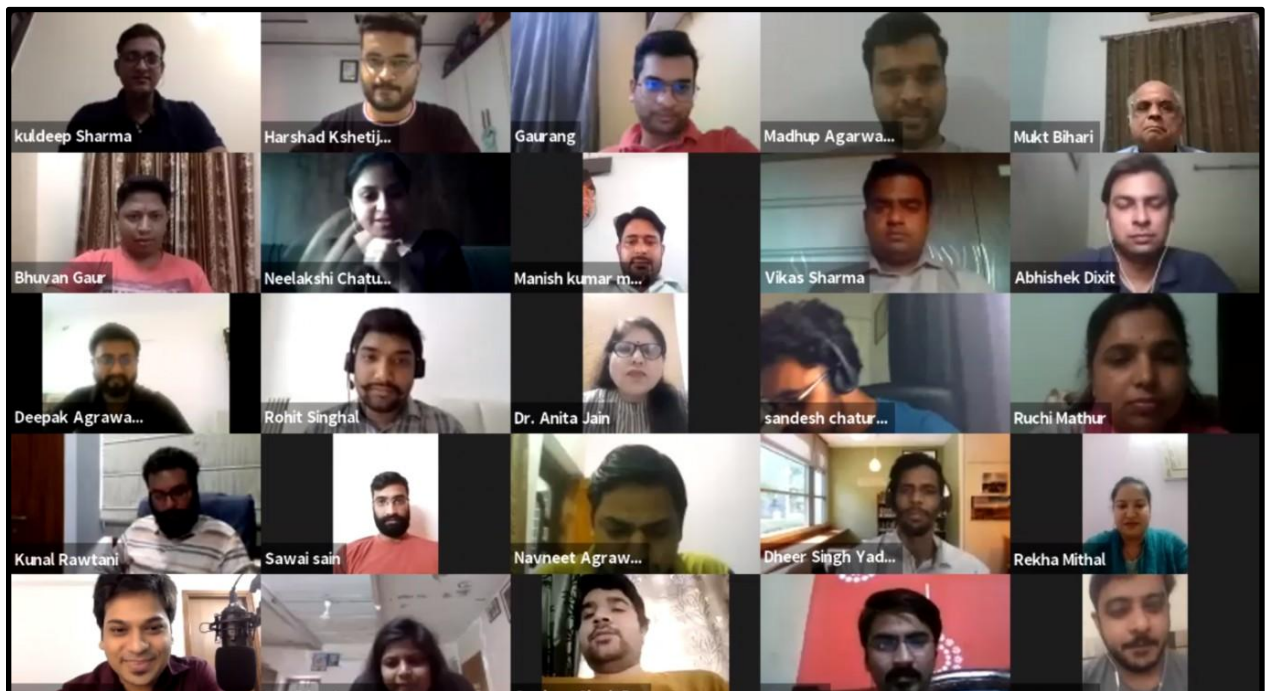 kuldeep Sharma
Harshad Kshetij...
Gaurang
Madhup Agarwa...
Mukt Bihari
Bhuvan Gaur
Neelakshi Chatu...
Manish kumar m...
Vikas Sharma
Abhishek Dixit
Deepak Agrawa...
Rohit Singhal
Dr. Anita Jain
sandesh chatur...
Ruchi Mathur
Kunal Rawtani
Sawai sain
Navneet Agraw...
Dheer Singh Yad...
Rekha Mithal